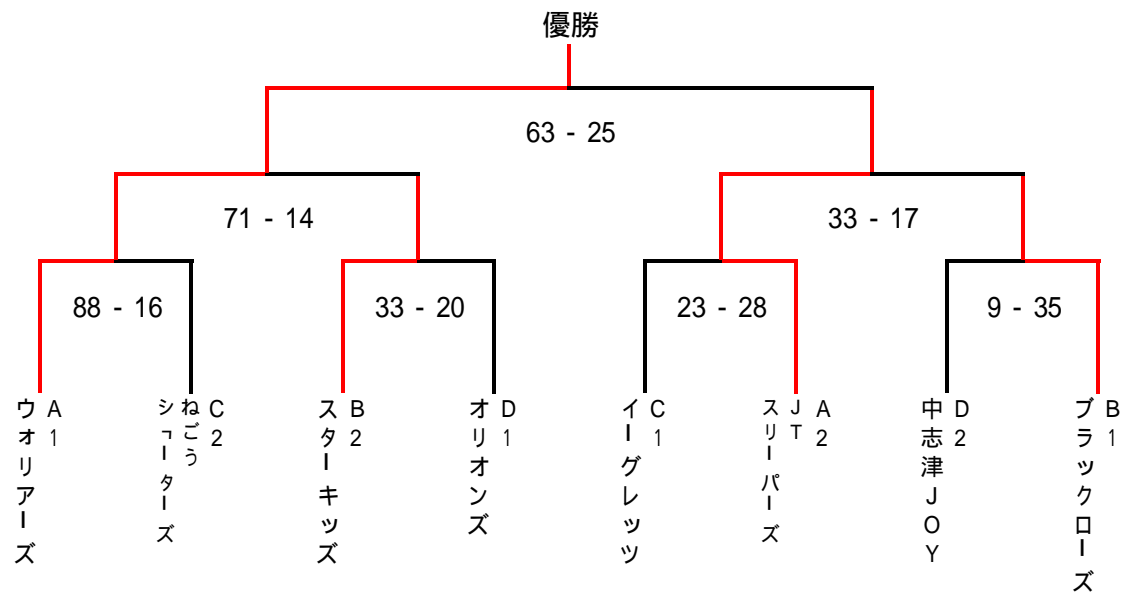 優勝
63 - 25
71 - 14
33 - 17
88 - 16
33 - 20
23 - 28
9 - 35
A1
ウォリアーズ
C2
ねごう
シューターズ
B2
スターキッズ
D1
オリオンズ
C1
イーグレッツ
A2
JT
スリーパーズ
D2
中志津JOY
B1
ブラックローズ